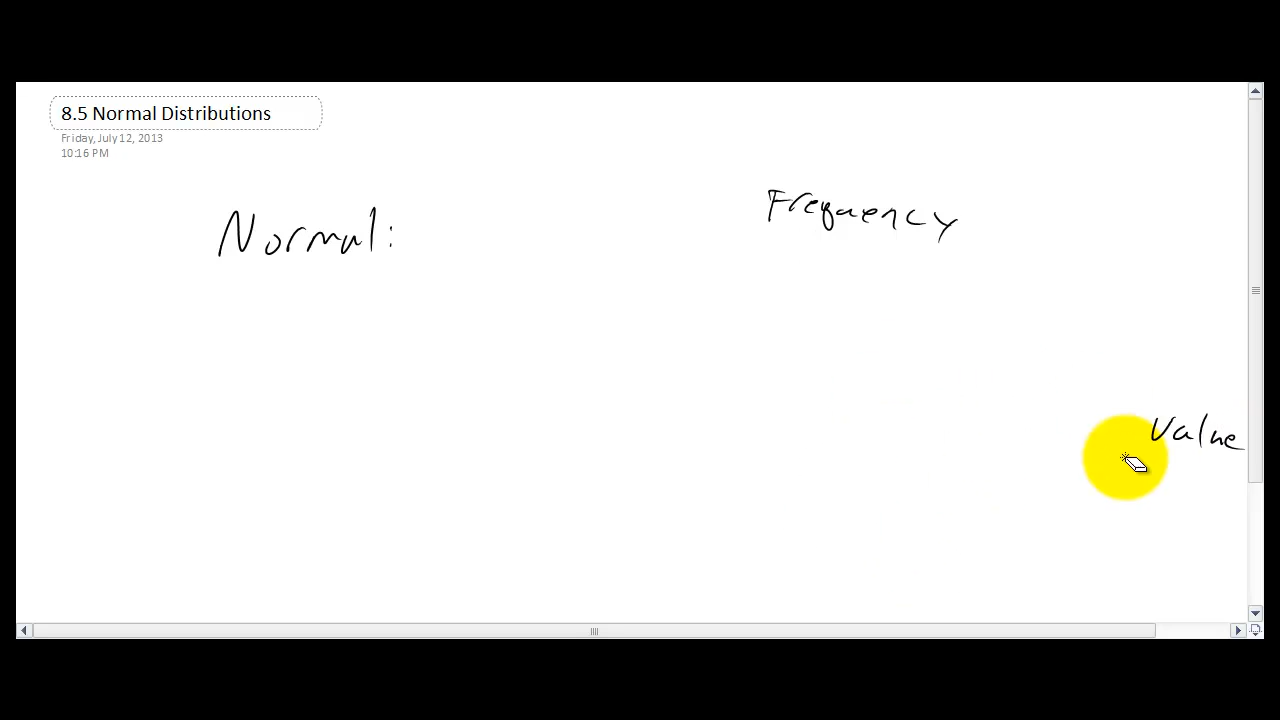 8.5 Normal Distributions
Friday, July 12, 2013
10:16 PM
Normal:
Frequency
Value